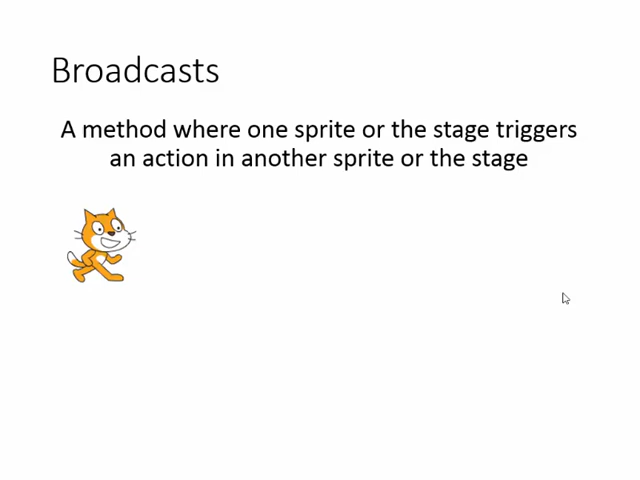 Broadcasts
A method where one sprite or the stage triggers
an action in another sprite or the stage